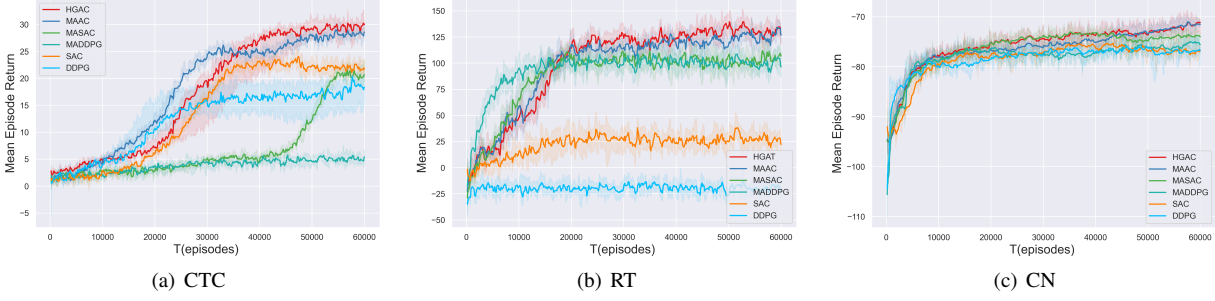 Mean Episode Return
30
25
20
15
10
5
0
−5
HGAC
MAAC
MASAC
MADDPG
SAC
DDPG
0 10000 20000 30000 40000 50000 60000
T(episodes)
(a) CTC
Mean Episode Return
150
125
100
75
50
25
0
−25
−50
HGAT
MAAC
MASAC
MADDPG
SAC
DDPG
0 10000 20000 30000 40000 50000 60000
T(episodes)
(b) RT
Mean Episode Return
−70
−80
−90
−100
−110
HGAC
MAAC
MASAC
MADDPG
SAC
DDPG
0 10000 20000 30000 40000 50000 60000
T(episodes)
(c) CN